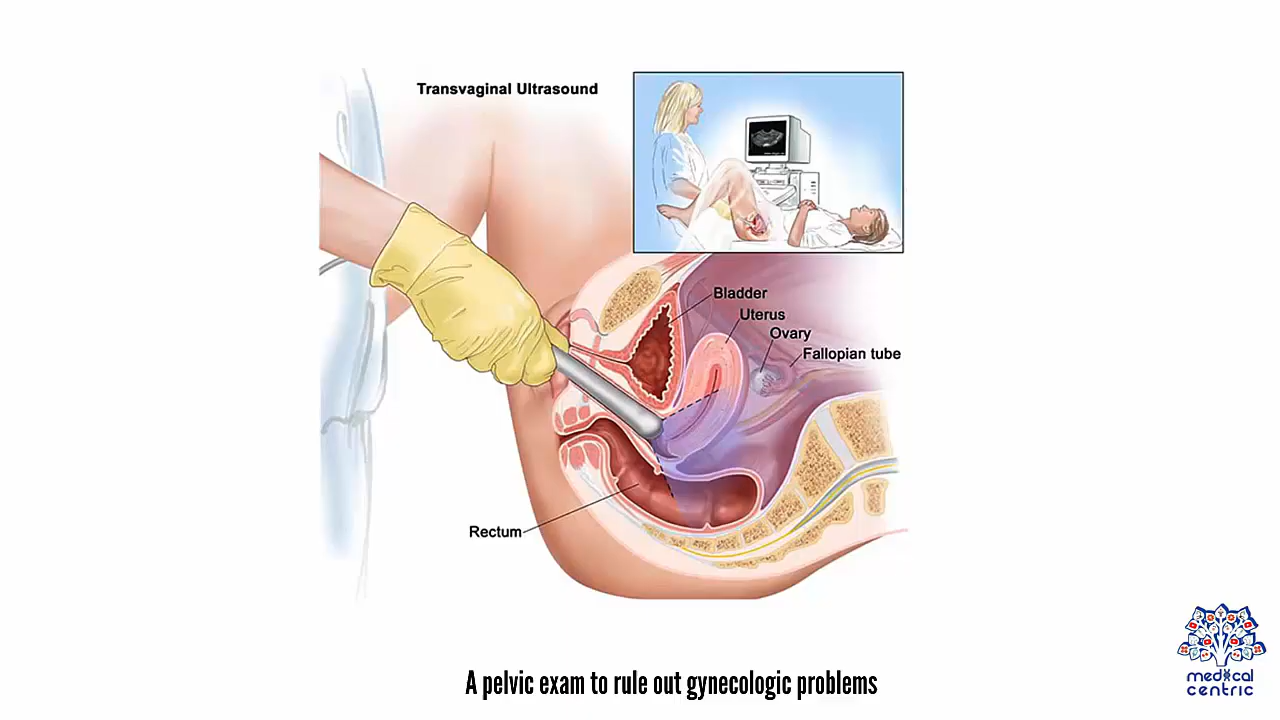 Transvaginal Ultrasound
Bladder
Uterus
Ovary
Fallopian tube
Rectum
A pelvic exam to rule out gynecologic problems
medical
centric